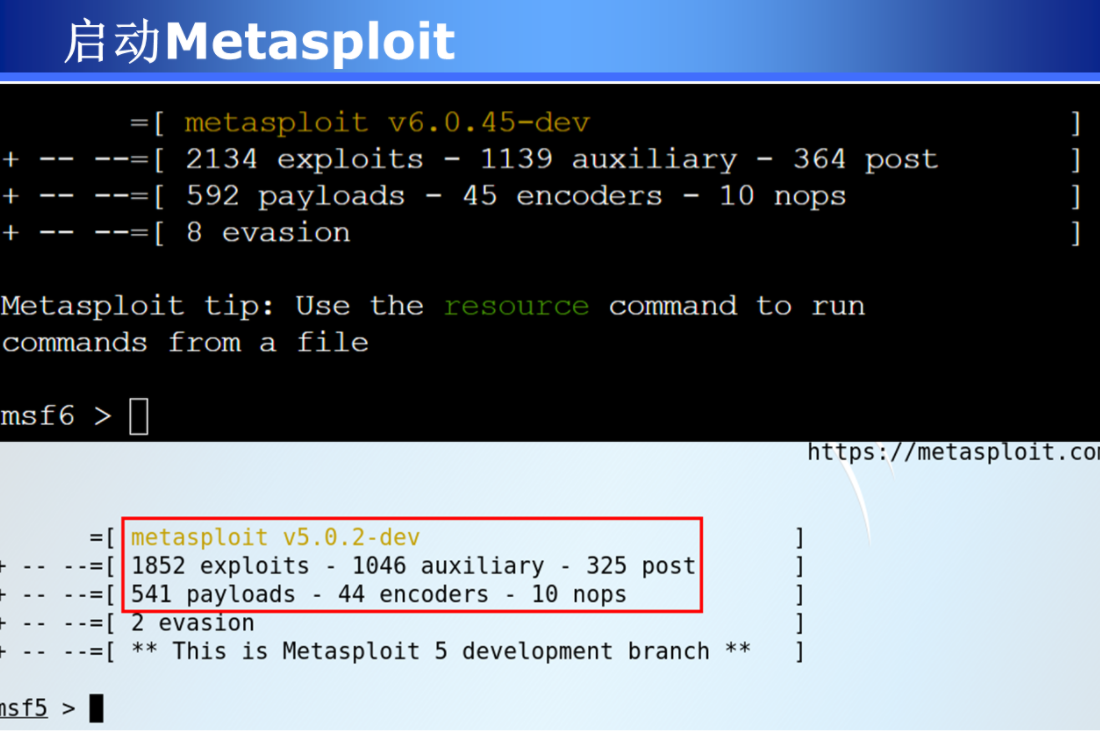 启动Metasploit
=[ metasploit v6.0.45-dev ]
+ -- --=[ 2134 exploits - 1139 auxiliary - 364 post ]
+ -- --=[ 592 payloads - 45 encoders - 10 nops ]
+ -- --=[ 8 evasion ]
Metasploit tip: Use the resource command to run
commands from a file
msf6 >
https://metasploit.com
=[ metasploit v5.0.2-dev ]
+ -- --=[ 1852 exploits - 1046 auxiliary - 325 post ]
+ -- --=[ 541 payloads - 44 encoders - 10 nops ]
+ -- --=[ 2 evasion ]
+ -- --=[ ** This is Metasploit 5 development branch ** ]
msf5 >